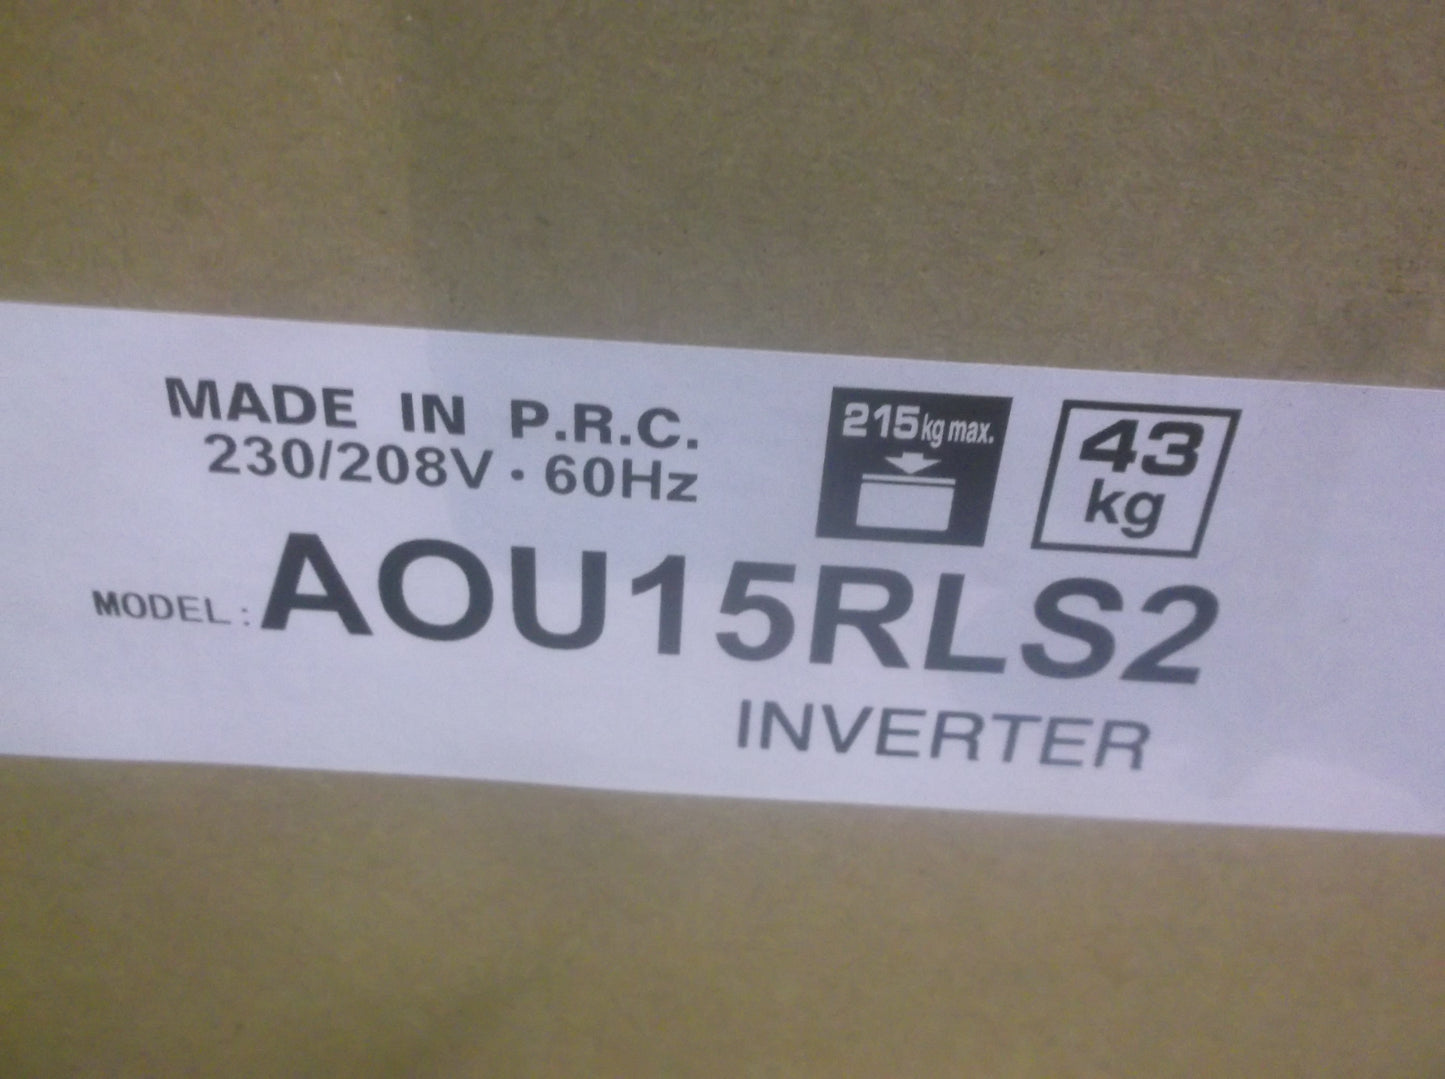 MADE IN P.R.C.
230/208V · 60Hz
215kg max.
43
kg
MODEL : AOU15RLS2
INVERTER